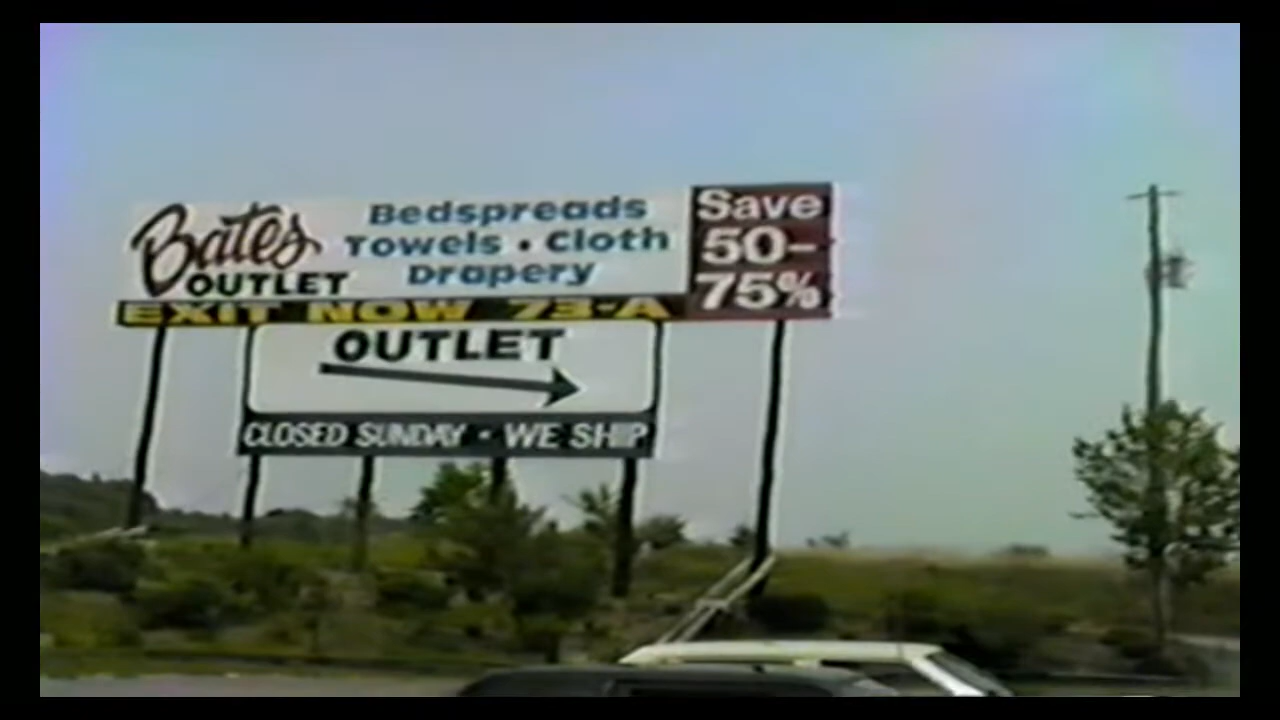 Bates
OUTLET
Bedspreads
Towels • Cloth
Drapery
Save
50-
75%
EXIT NOW 73-A
OUTLET
CLOSED SUNDAY • WE SHIP